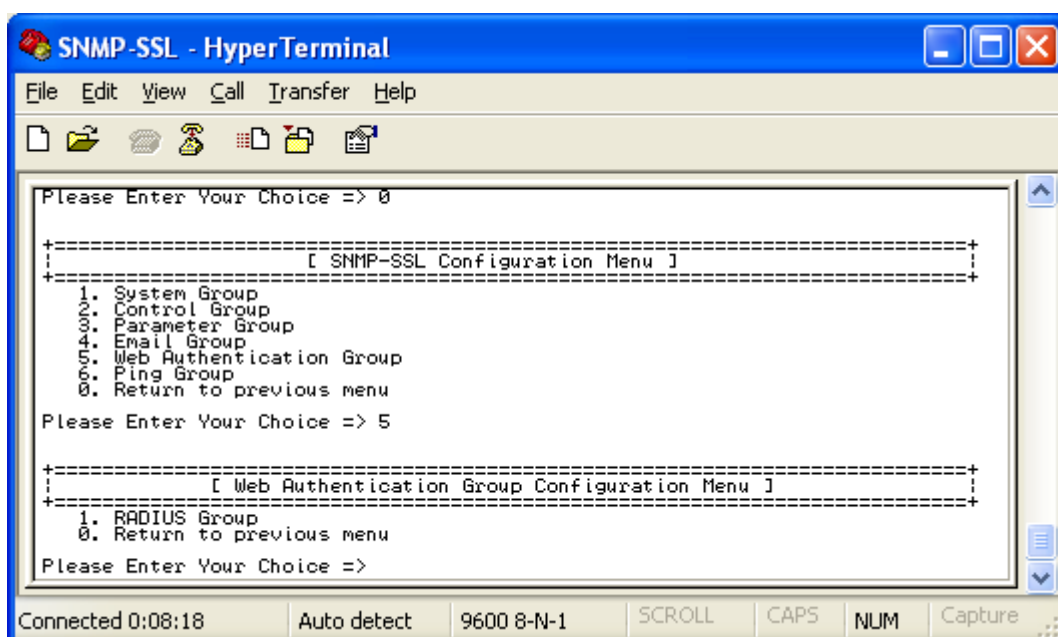 SNMP-SSL - HyperTerminal
File Edit View Call Transfer Help
Please Enter Your Choice => 0
+============================================================================+
¦ [ SNMP-SSL Configuration Menu ] ¦
+============================================================================+
1. System Group
2. Control Group
3. Parameter Group
4. Email Group
5. Web Authentication Group
6. Ping Group
0. Return to previous menu
Please Enter Your Choice => 5
+============================================================================+
¦ [ Web Authentication Group Configuration Menu ] ¦
+============================================================================+
1. RADIUS Group
0. Return to previous menu
Please Enter Your Choice =>
Connected 0:08:18 Auto detect 9600 8-N-1 SCROLL CAPS NUM Capture